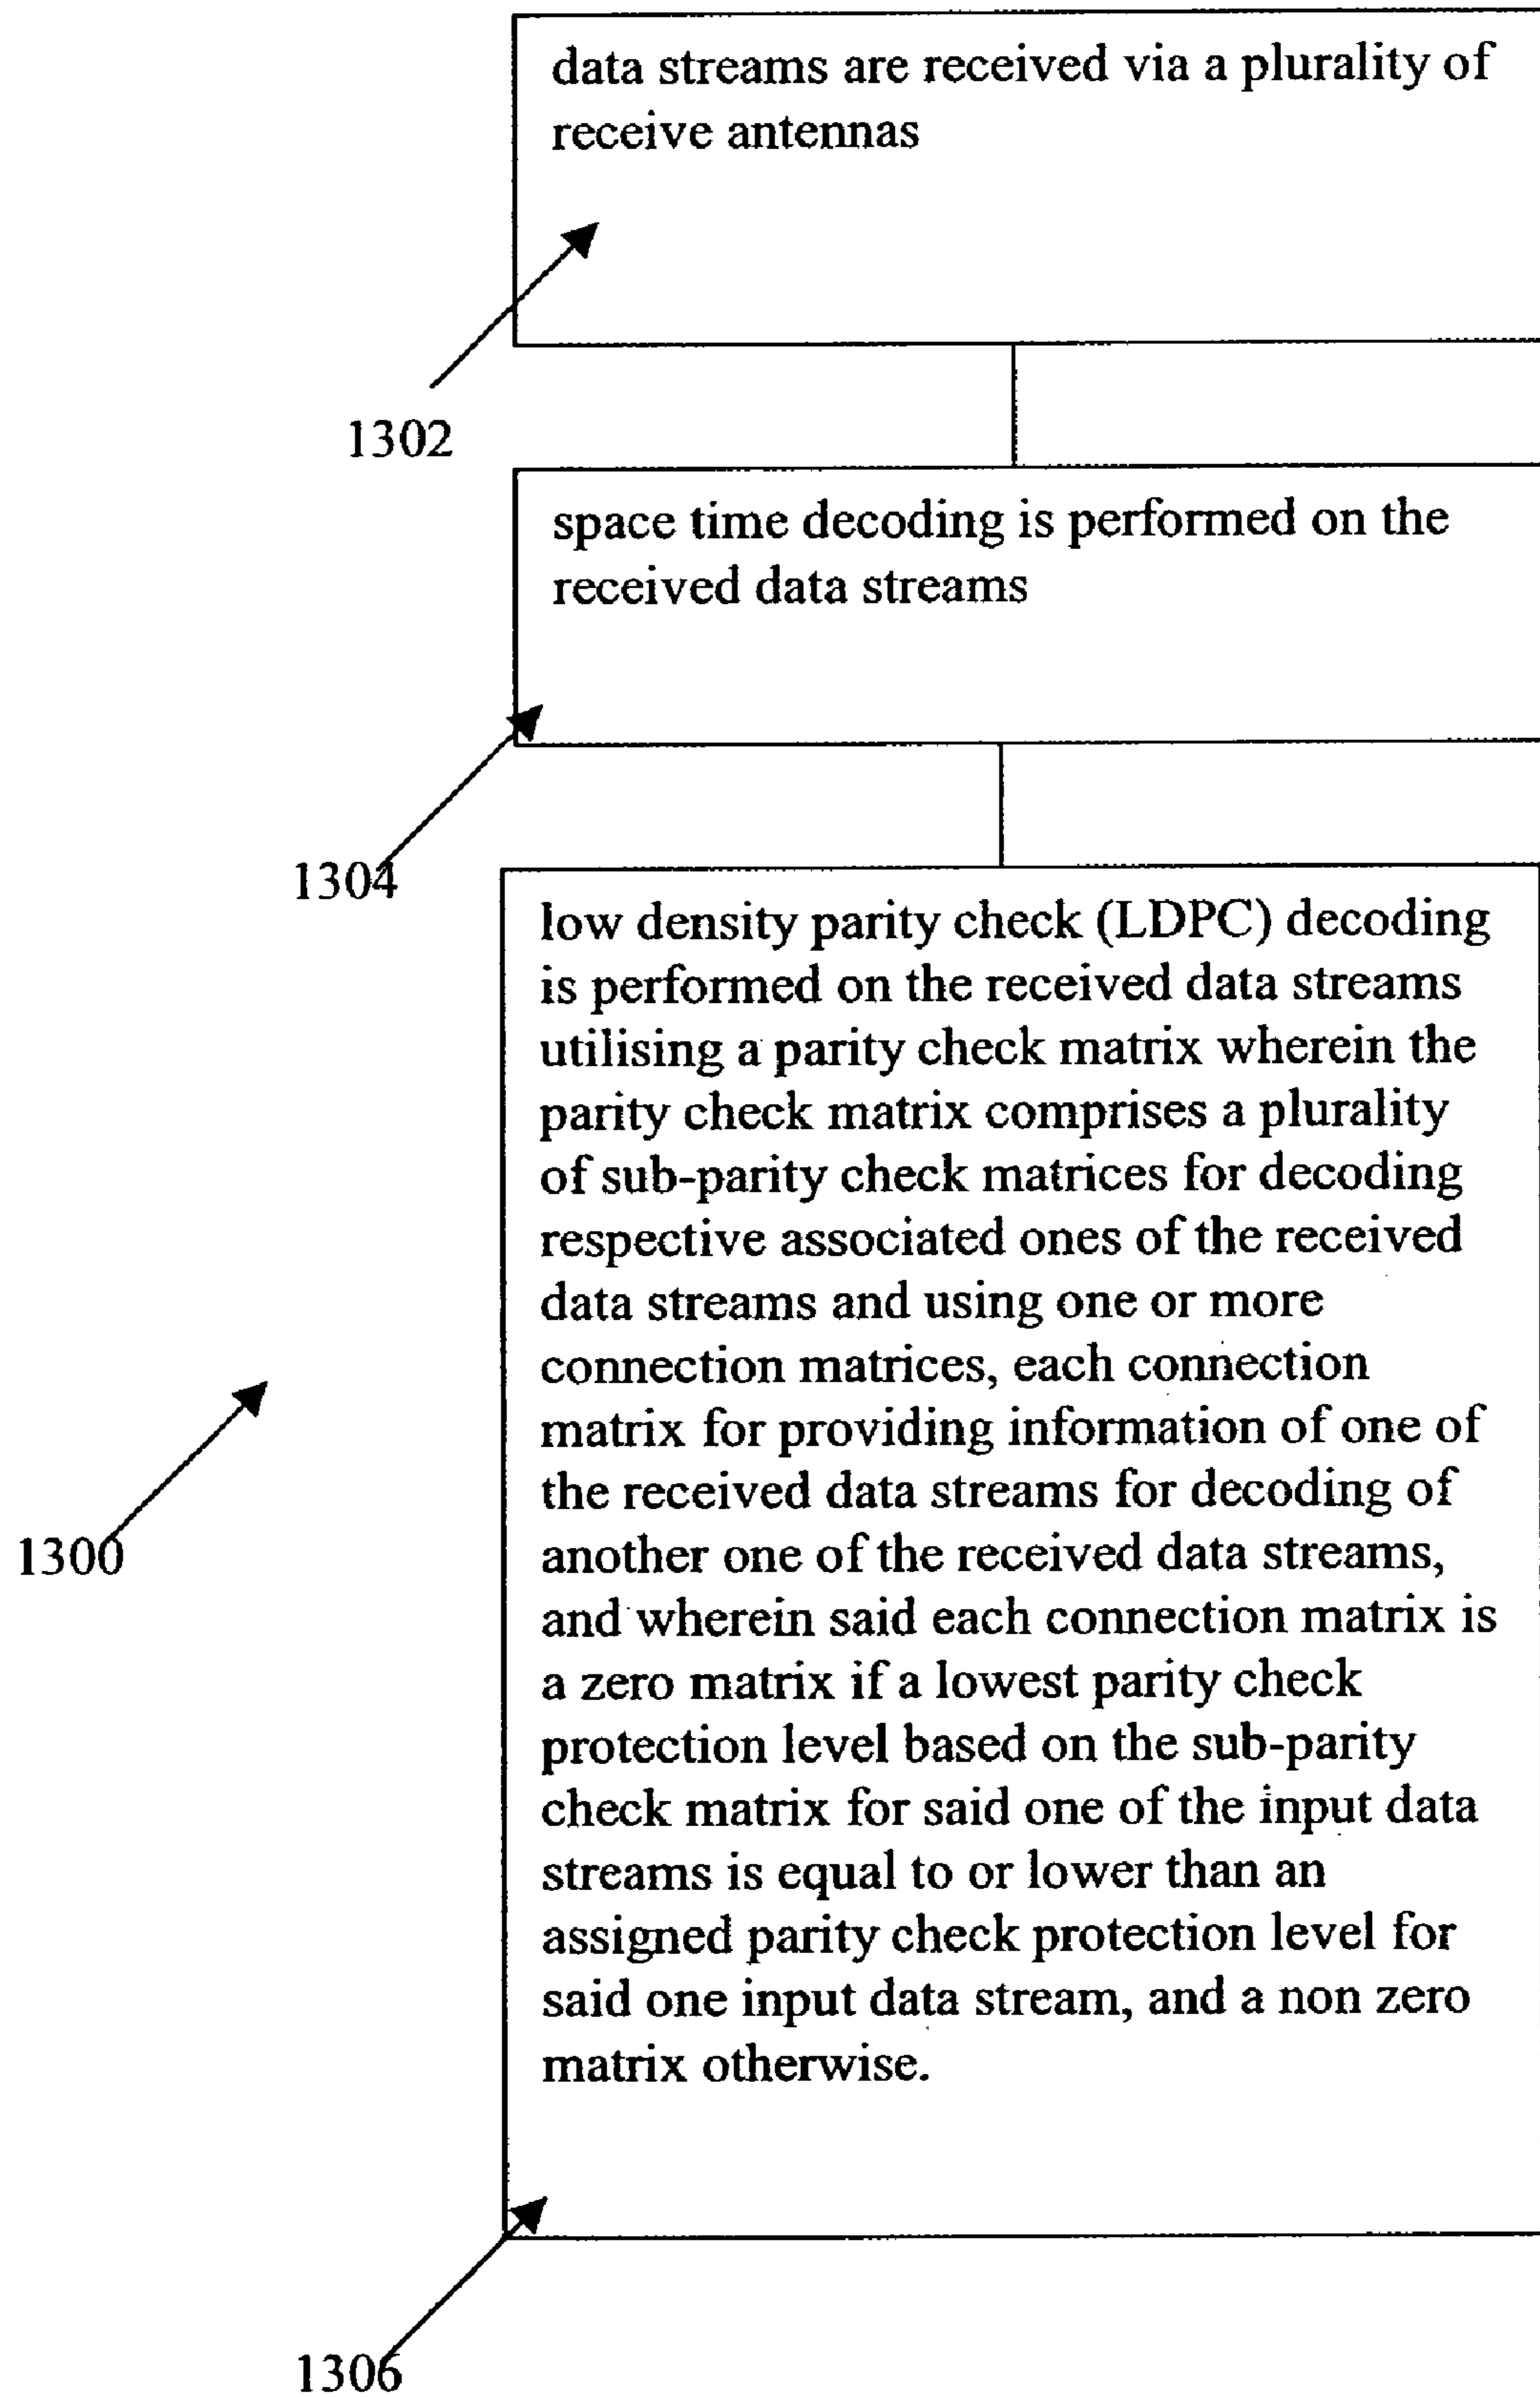 data streams are received via a plurality of
receive antennas
1302
space time decoding is performed on the
received data streams
1304
low density parity check (LDPC) decoding
is performed on the received data streams
utilising a parity check matrix wherein the
parity check matrix comprises a plurality
of sub-parity check matrices for decoding
respective associated ones of the received
data streams and using one or more
connection matrices, each connection
matrix for providing information of one of
the received data streams for decoding of
another one of the received data streams,
and wherein said each connection matrix is
a zero matrix if a lowest parity check
protection level based on the sub-parity
check matrix for said one of the input data
streams is equal to or lower than an
assigned parity check protection level for
said one input data stream, and a non zero
matrix otherwise.
1300
1306